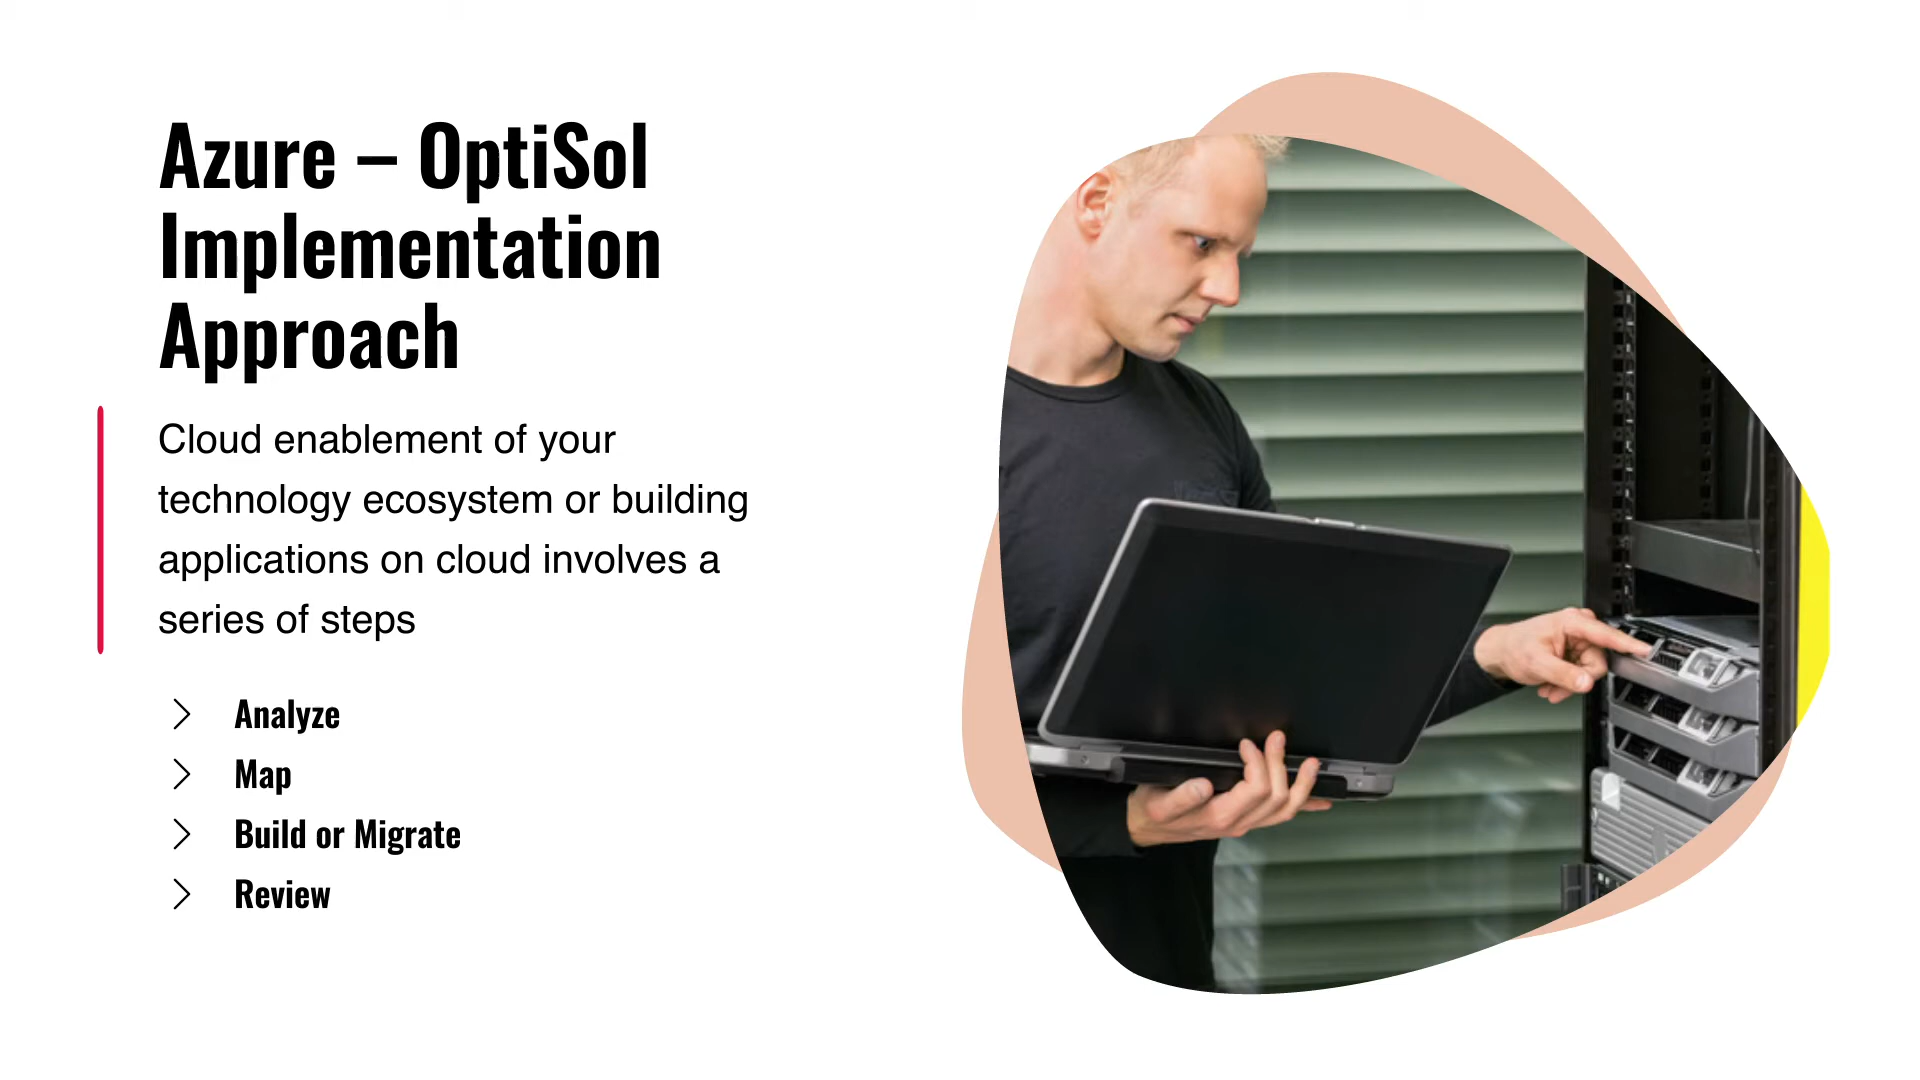 Azure – OptiSol
Implementation
Approach
Cloud enablement of your
technology ecosystem or building
applications on cloud involves a
series of steps
Analyze
Map
Build or Migrate
Review